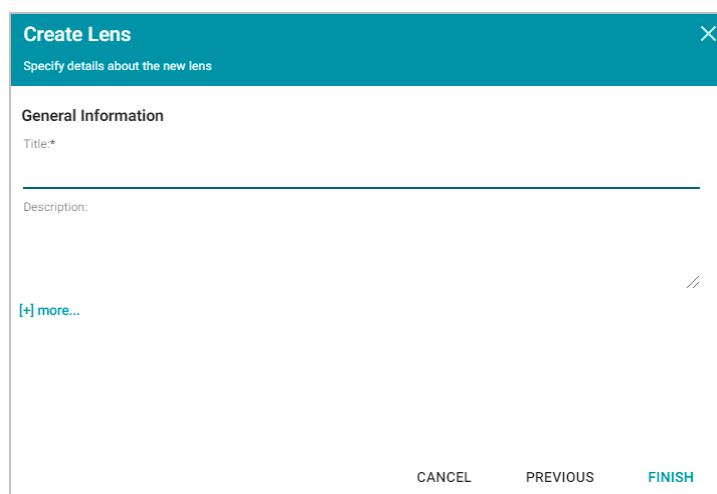 Create Lens
Specify details about the new lens
General Information
Title:*
Description:
[+] more...
CANCEL PREVIOUS FINISH